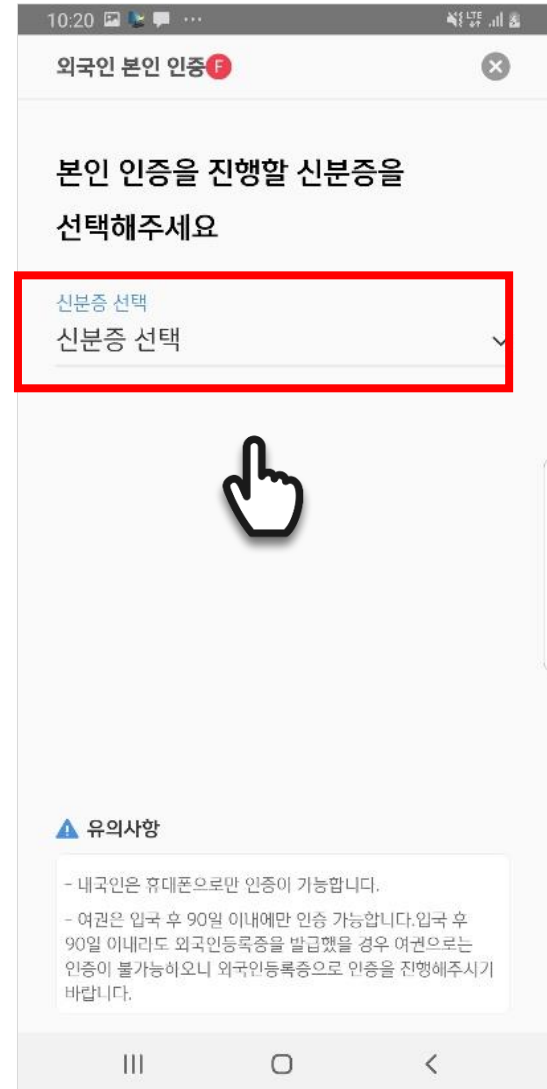 10:20
LTE
외국인 본인 인증 F
본인 인증을 진행할 신분증을
선택해주세요
신분증 선택
신분증 선택
유의사항
- 내국인은 휴대폰으로만 인증이 가능합니다.
- 여권은 입국 후 90일 이내에만 인증 가능합니다.입국 후
90일 이내라도 외국인등록증을 발급했을 경우 여권으로는
인증이 불가능하오니 외국인등록증으로 인증을 진행해주시기
바랍니다.